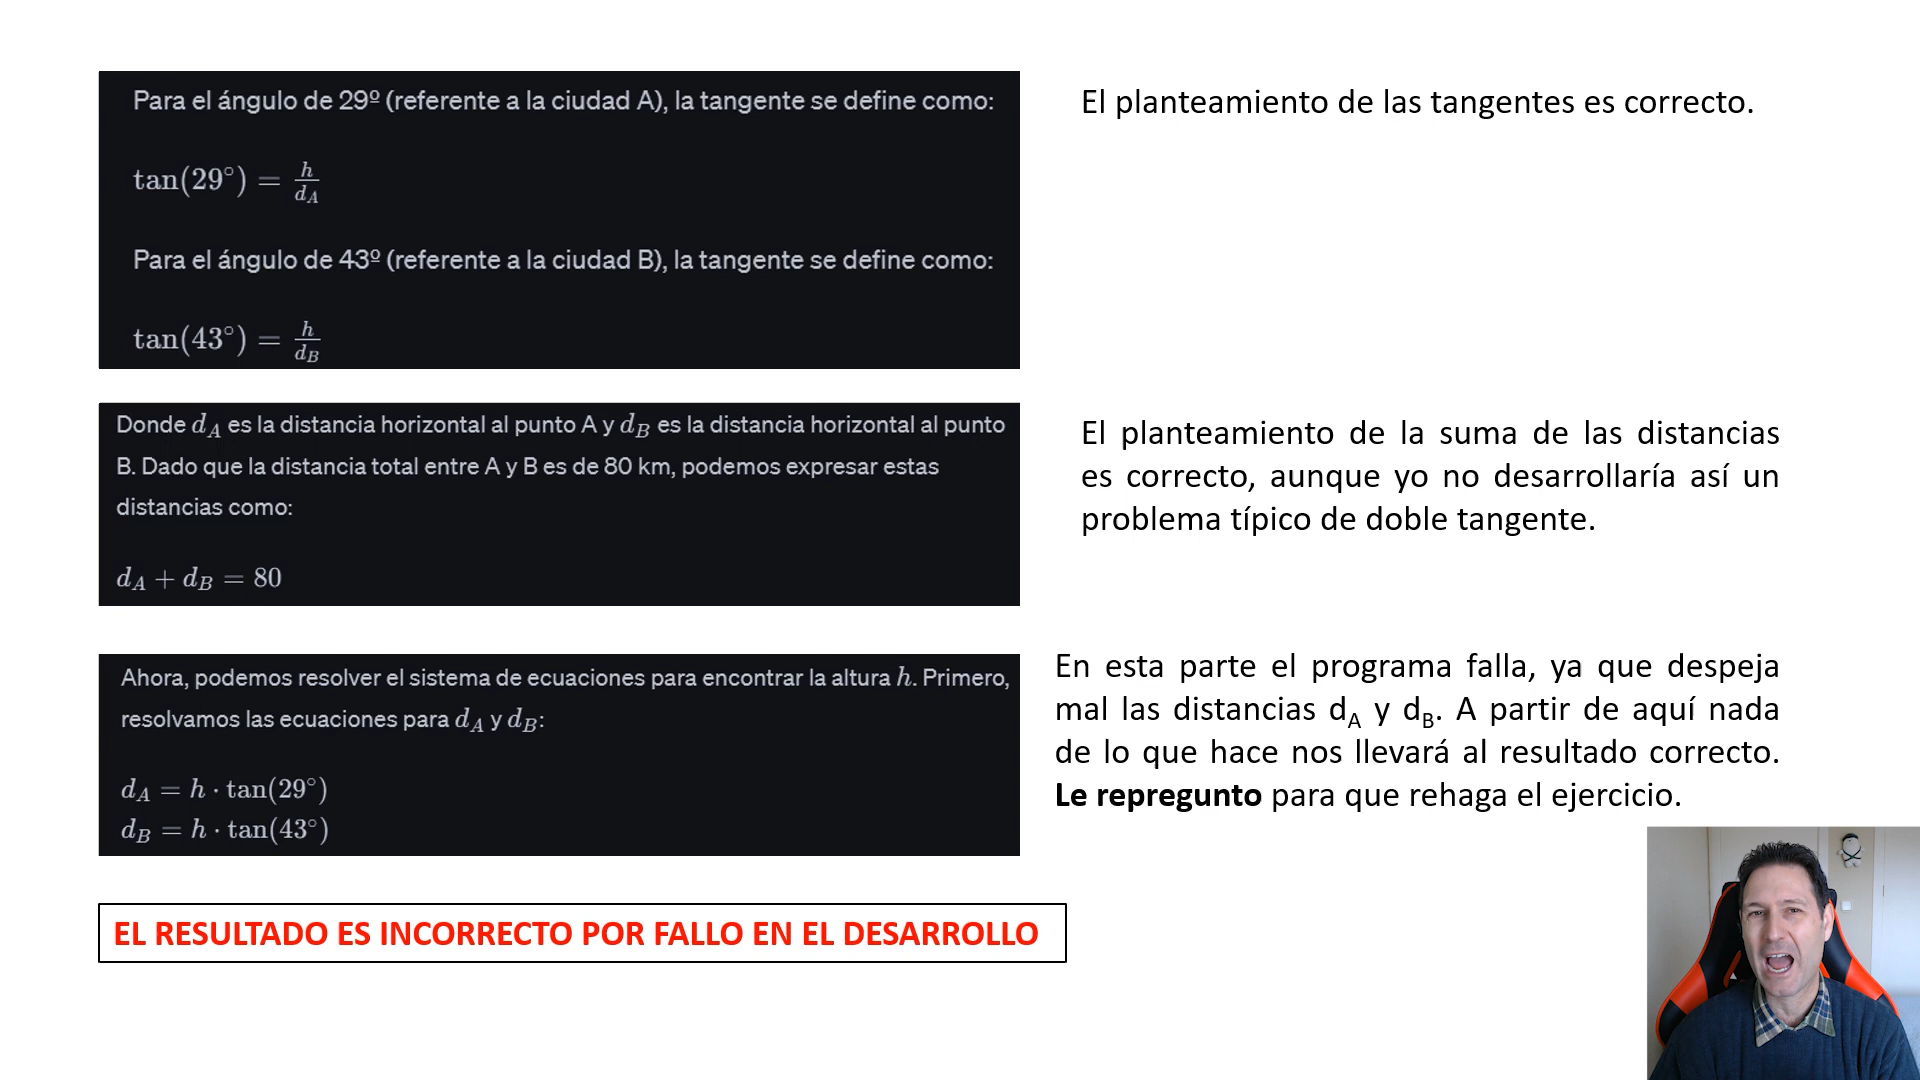 Para el ángulo de 29º (referente a la ciudad A), la tangente se define como:
tan(29°) = h/d_A
Para el ángulo de 43º (referente a la ciudad B), la tangente se define como:
tan(43°) = h/d_B
El planteamiento de las tangentes es correcto.
Donde d_A es la distancia horizontal al punto A y d_B es la distancia horizontal al punto
B. Dado que la distancia total entre A y B es de 80 km, podemos expresar estas
distancias como:
d_A + d_B = 80
El planteamiento de la suma de las distancias
es correcto, aunque yo no desarrollaría así un
problema típico de doble tangente.
Ahora, podemos resolver el sistema de ecuaciones para encontrar la altura h. Primero,
resolvamos las ecuaciones para d_A y d_B:
d_A = h · tan(29°)
d_B = h · tan(43°)
En esta parte el programa falla, ya que despeja
mal las distancias d_A y d_B. A partir de aquí nada
de lo que hace nos llevará al resultado correcto.
Le repregunto para que rehaga el ejercicio.
EL RESULTADO ES INCORRECTO POR FALLO EN EL DESARROLLO